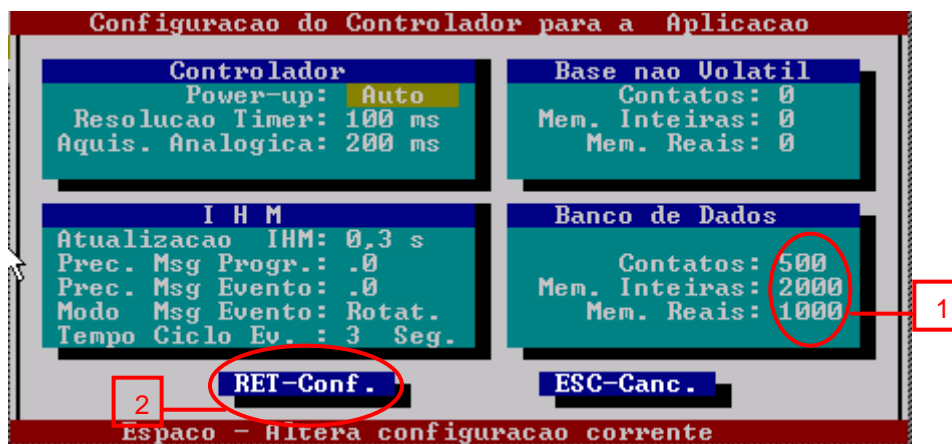 Configuracao do Controlador para a Aplicacao
Controlador
Power-up: Auto
Resolucao Timer: 100 ms
Aquis. Analogica: 200 ms
Base nao Volatil
Contatos: 0
Mem. Inteiras: 0
Mem. Reais: 0
I H M
Atualizacao IHM: 0,3 s
Prec. Msg Progr.: .0
Prec. Msg Evento: .0
Modo Msg Evento: Rotat.
Tempo Ciclo Ev. : 3 Seg.
Banco de Dados
Contatos: 500
Mem. Inteiras: 2000
Mem. Reais: 1000
1
RET-Conf.
ESC-Canc.
2
Espaco - Altera configuracao corrente